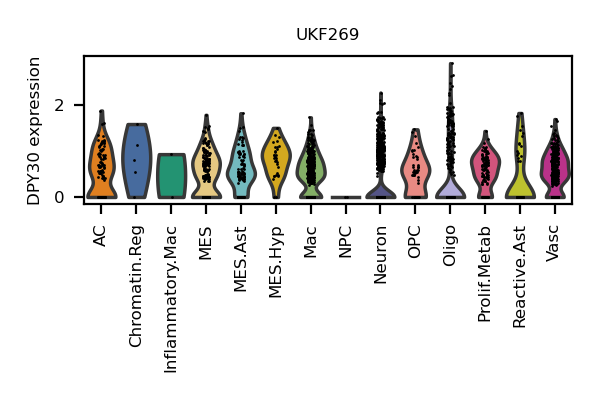 UKF269
DPY30 expression
2
0
AC
Chromatin.Reg
Inflammatory.Mac
MES
MES.Ast
MES.Hyp
Mac
NPC
Neuron
OPC
Oligo
Prolif.Metab
Reactive.Ast
Vasc